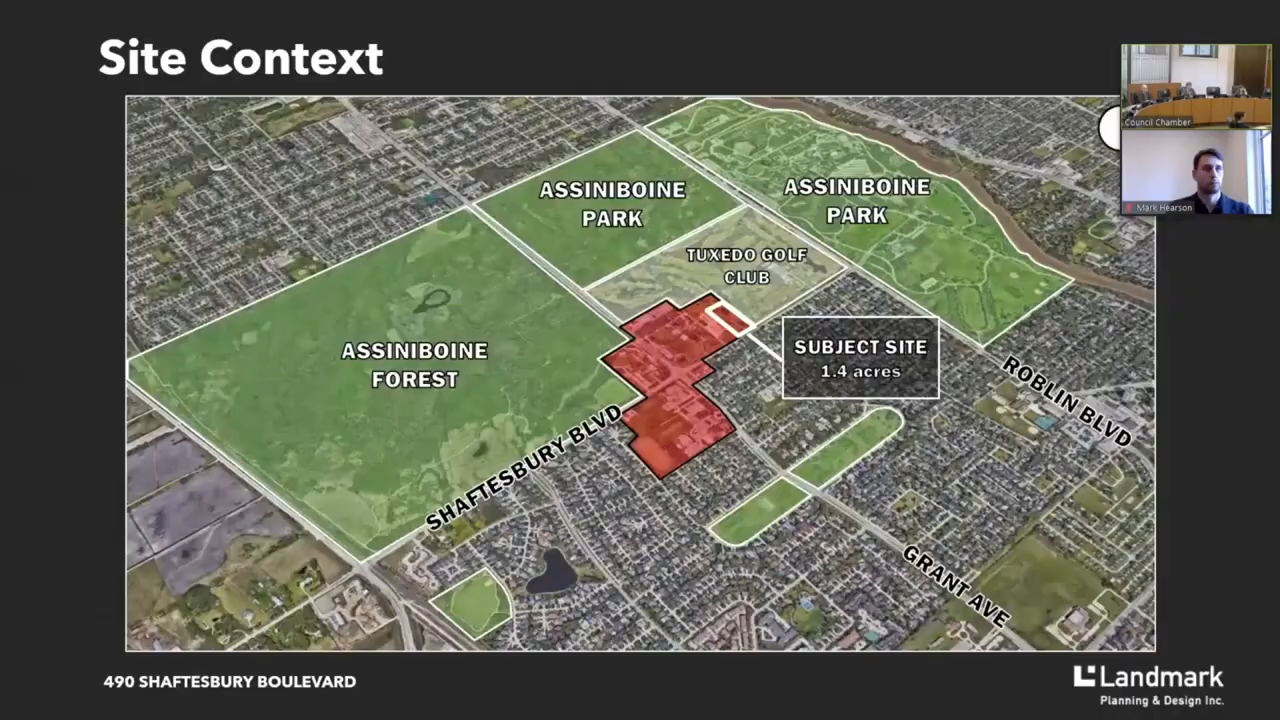 Site Context
Council Chamber
Mark Hearson
ASSINIBOINE
PARK
ASSINIBOINE
PARK
TUXEDO GOLF
CLUB
ASSINIBOINE
FOREST
SUBJECT SITE
1.4 acres
SHAFTESBURY BLVD
ROBLIN BLVD
GRANT AVE
490 SHAFTESBURY BOULEVARD
Landmark
Planning & Design Inc.